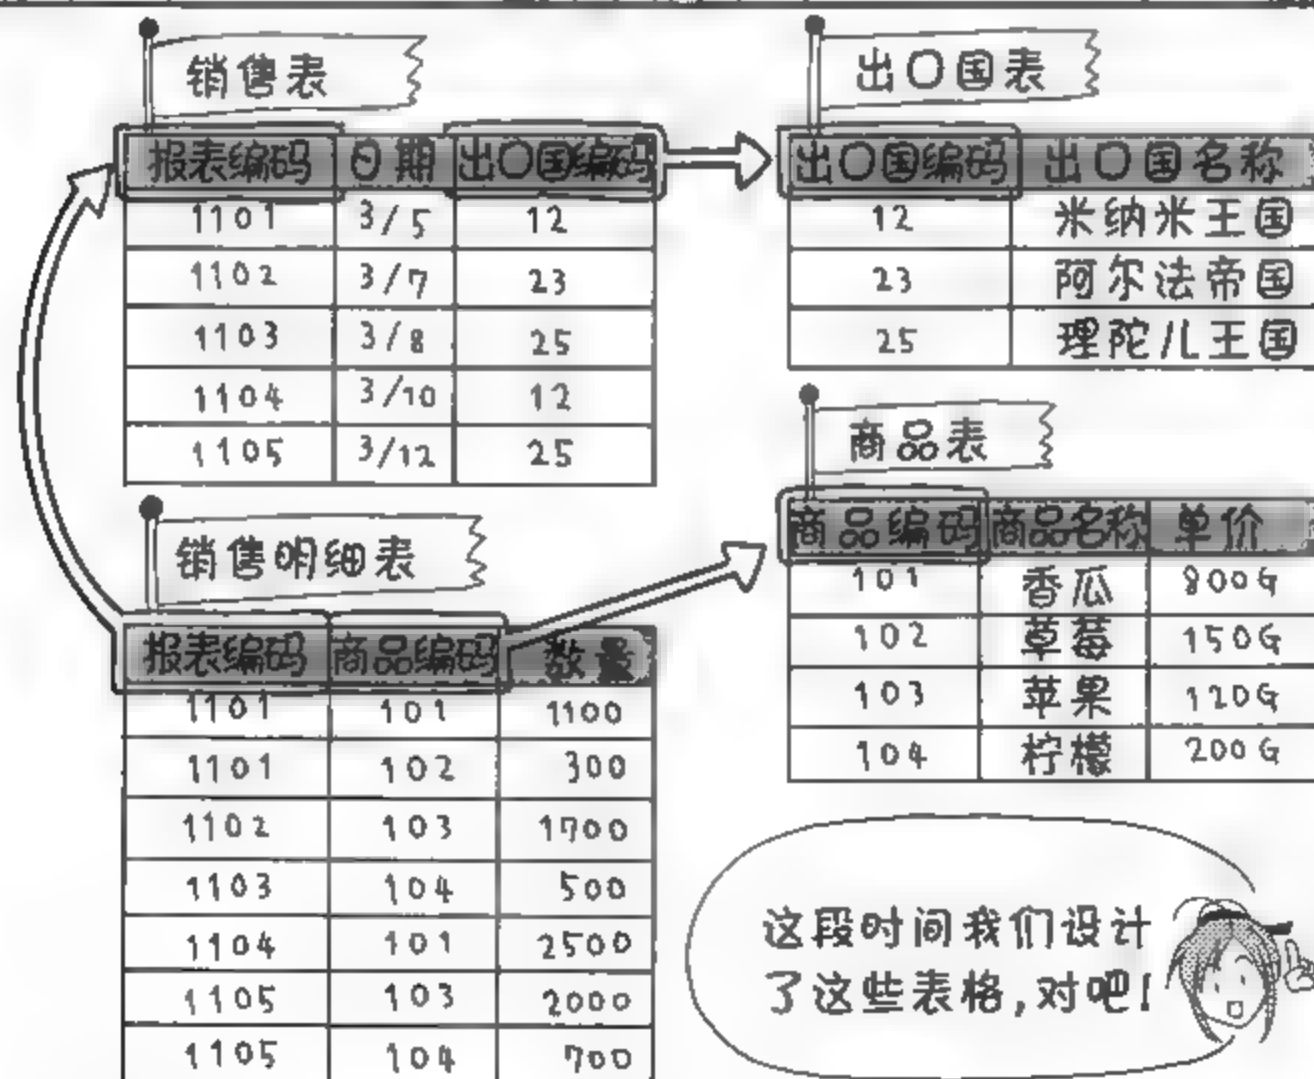 销售表
报表编码 日期 出口国编码
1101 3/5 12
1102 3/7 23
1103 3/8 25
1104 3/10 12
1105 3/12 25
出口国表
出口国编码 出口国名称
12 米纳米王国
23 阿尔法帝国
25 理陀儿王国
商品表
商品编码 商品名称 单价
101 香瓜 800G
102 草莓 150G
103 苹果 120G
104 柠檬 200G
销售明细表
报表编码 商品编码 数量
1101 101 1100
1101 102 300
1102 103 1700
1103 104 500
1104 101 2500
1105 103 2000
1105 104 700
这段时间我们设计
了这些表格,对吧!